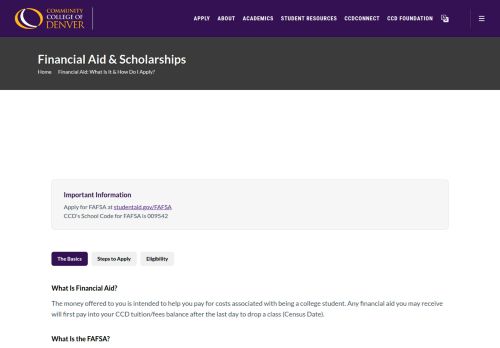 COMMUNITY
COLLEGE OF
DENVER
APPLY ABOUT ACADEMICS STUDENT RESOURCES CCDCONNECT CCD FOUNDATION
Financial Aid & Scholarships
Home Financial Aid: What Is It & How Do I Apply?
Important Information
Apply for FAFSA at studentaid.gov/FAFSA
CCD's School Code for FAFSA is 009542
The Basics Steps to Apply Eligibility
What Is Financial Aid?
The money offered to you is intended to help you pay for costs associated with being a college student. Any financial aid you may receive
will first pay into your CCD tuition/fees balance after the last day to drop a class (Census Date).
What Is the FAFSA?